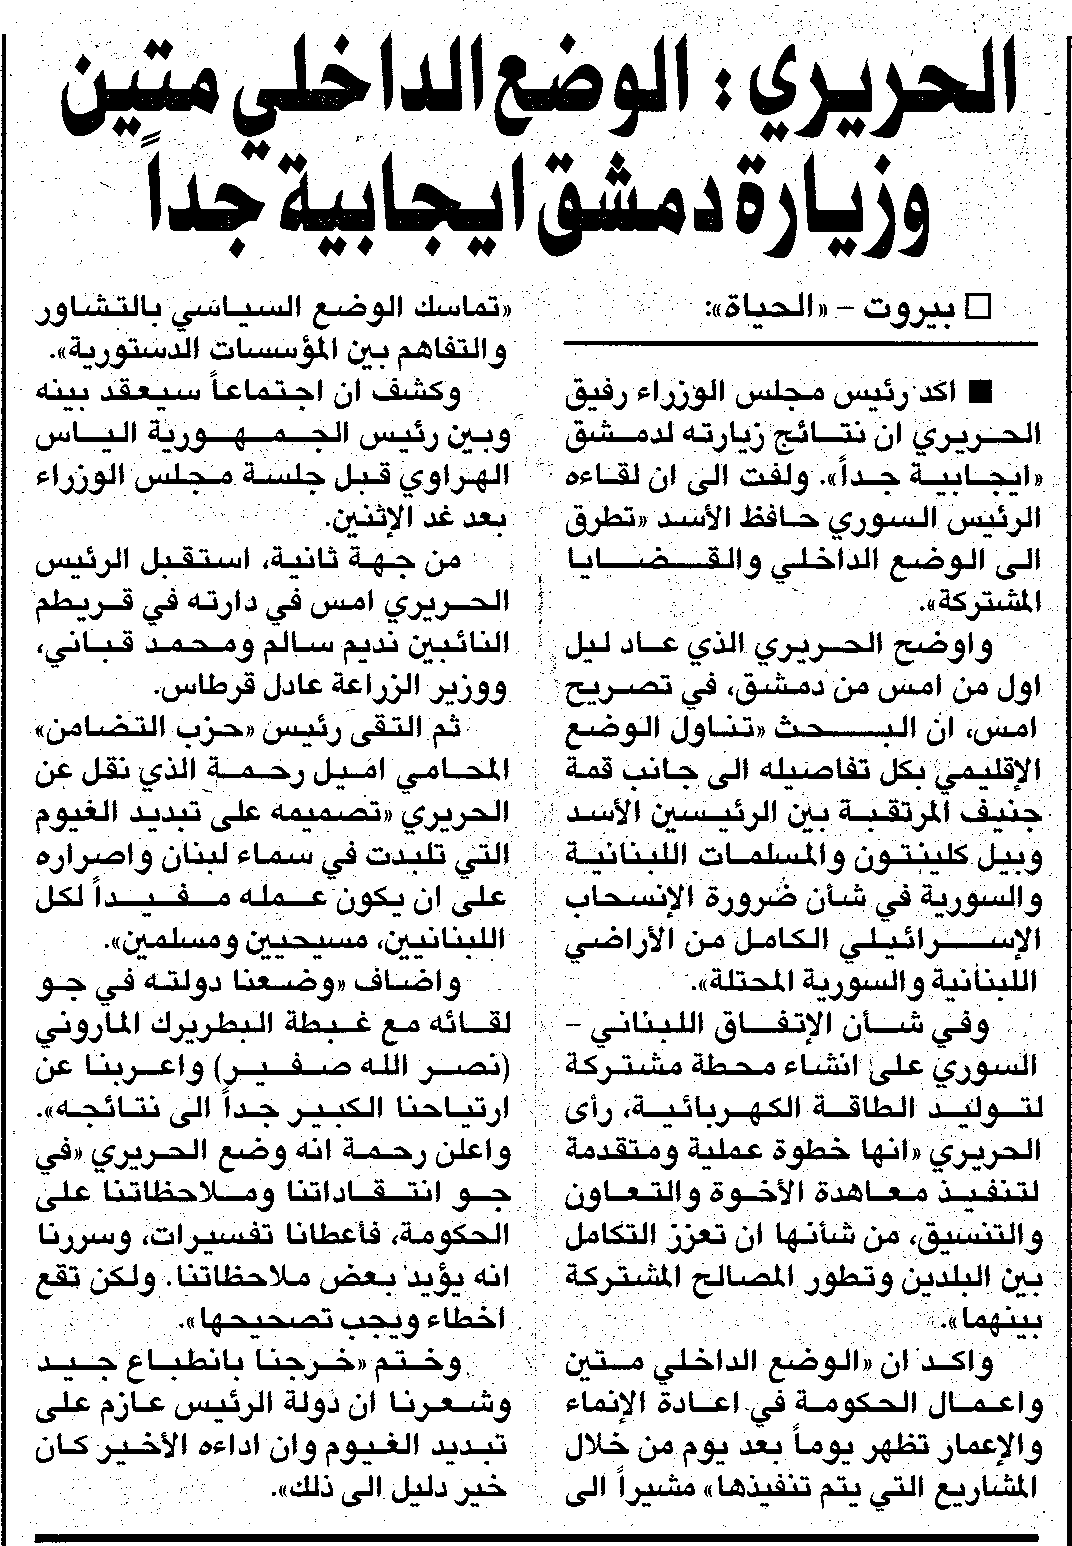 الحريري : الوضع الداخلي متين
وزيارة دمشق ايجابية جداً
□ بيروت - «الحياة»:
■ اكد رئيس مجلس الوزراء رفيق
الحريري ان نتائج زيارته لدمشق
«ايجابية جداً». ولفت الى ان لقاءه
الرئيس السوري حافظ الأسد «تطرق
الى الوضع الداخلي والقضايا
المشتركة».
واوضح الحريري الذي عاد ليل
اول من امس من دمشق، في تصريح
امس، ان البحث «تناول الوضع
الإقليمي بكل تفاصيله الى جانب قمة
جنيف المرتقبة بين الرئيسين الأسد
وبيل كلينتون والمسلمات اللبنانية
والسورية في شأن ضرورة الإنسحاب
الإسرائيلي الكامل من الأراضي
اللبنانية والسورية المحتلة».
وفي شأن الإتفاق اللبناني -
السوري على انشاء محطة مشتركة
لتوليد الطاقة الكهربائية، رأى
الحريري «انها خطوة عملية ومتقدمة
لتنفيذ معاهدة الأخوة والتعاون
والتنسيق، من شأنها ان تعزز التكامل
بين البلدين وتطور المصالح المشتركة
بينهما».
واكد ان «الوضع الداخلي متين
واعمال الحكومة في اعادة الإنماء
والإعمار تظهر يوماً بعد يوم من خلال
المشاريع التي يتم تنفيذها» مشيراً الى
«تماسك الوضع السياسي بالتشاور
والتفاهم بين المؤسسات الدستورية».
وكشف ان اجتماعاً سيعقد بينه
وبين رئيس الجمهورية الياس
الهراوي قبل جلسة مجلس الوزراء
بعد غد الإثنين.
من جهة ثانية، استقبل الرئيس
الحريري امس في دارته في قريطم
النائبين نديم سالم ومحمد قباني،
ووزير الزراعة عادل قرطاس.
ثم التقى رئيس «حزب التضامن»
المحامي اميل رحمة الذي نقل عن
الحريري «تصميمه على تبديد الغيوم
التي تلبدت في سماء لبنان واصراره
على ان يكون عمله مفيداً لكل
اللبنانيين، مسيحيين ومسلمين».
واضاف «وضعنا دولته في جو
لقائه مع غبطة البطريرك الماروني
(نصر الله صفير) واعربنا عن
ارتياحنا الكبير جداً الى نتائجه».
واعلن رحمة انه وضع الحريري «في
جو انتقاداتنا وملاحظاتنا على
الحكومة، فأعطانا تفسيرات، وسررنا
انه يؤيد بعض ملاحظاتنا. ولكن تقع
اخطاء ويجب تصحيحها».
وختم «خرجنا بانطباع جيد
وشعرنا ان دولة الرئيس عازم على
تبديد الغيوم وان اداءه الأخير كان
خير دليل الى ذلك».